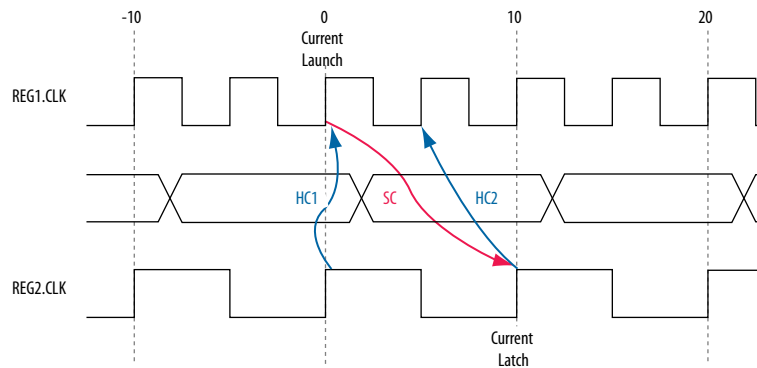 -10 0 10 20
Current
Launch
REG1.CLK
HC1 SC HC2
REG2.CLK
Current
Latch